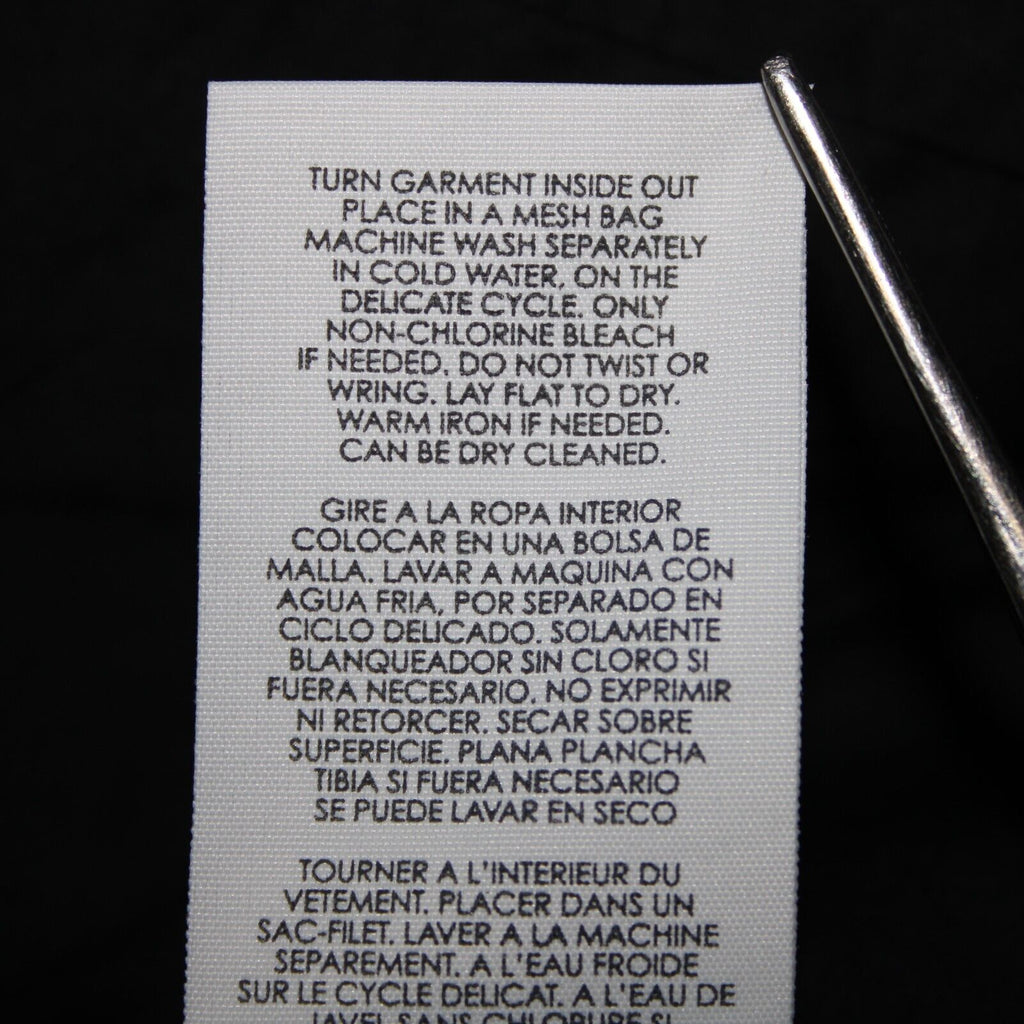 TURN GARMENT INSIDE OUT
PLACE IN A MESH BAG
MACHINE WASH SEPARATELY
IN COLD WATER, ON THE
DELICATE CYCLE. ONLY
NON-CHLORINE BLEACH
IF NEEDED. DO NOT TWIST OR
WRING. LAY FLAT TO DRY.
WARM IRON IF NEEDED.
CAN BE DRY CLEANED.
GIRE A LA ROPA INTERIOR
COLOCAR EN UNA BOLSA DE
MALLA. LAVAR A MAQUINA CON
AGUA FRIA, POR SEPARADO EN
CICLO DELICADO. SOLAMENTE
BLANQUEADOR SIN CLORO SI
FUERA NECESARIO. NO EXPRIMIR
NI RETORCER. SECAR SOBRE
SUPERFICIE. PLANA PLANCHA
TIBIA SI FUERA NECESARIO
SE PUEDE LAVAR EN SECO
TOURNER A L'INTERIEUR DU
VETEMENT. PLACER DANS UN
SAC-FILET. LAVER A LA MACHINE
SEPAREMENT. A L'EAU FROIDE
SUR LE CYCLE DELICAT. A L'EAU DE
JAVEL SANS CHLORURE SI